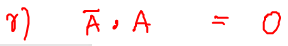 r) A̅ . A = 0